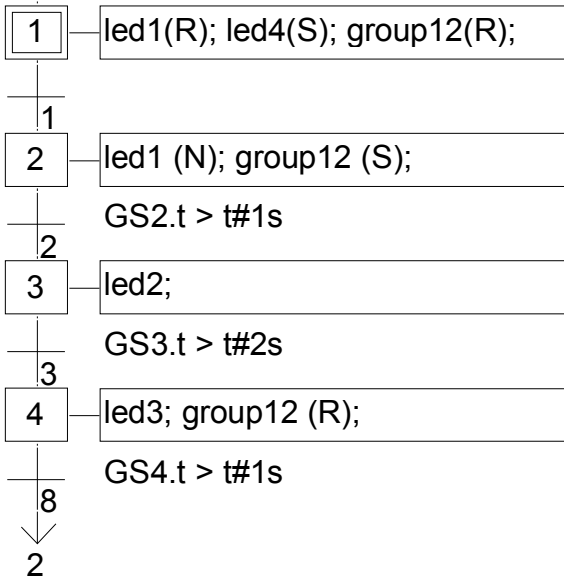 1 led1(R); led4(S); group12(R);
1
2 led1 (N); group12 (S);
GS2.t > t#1s
2
3 led2;
GS3.t > t#2s
3
4 led3; group12 (R);
GS4.t > t#1s
8
2